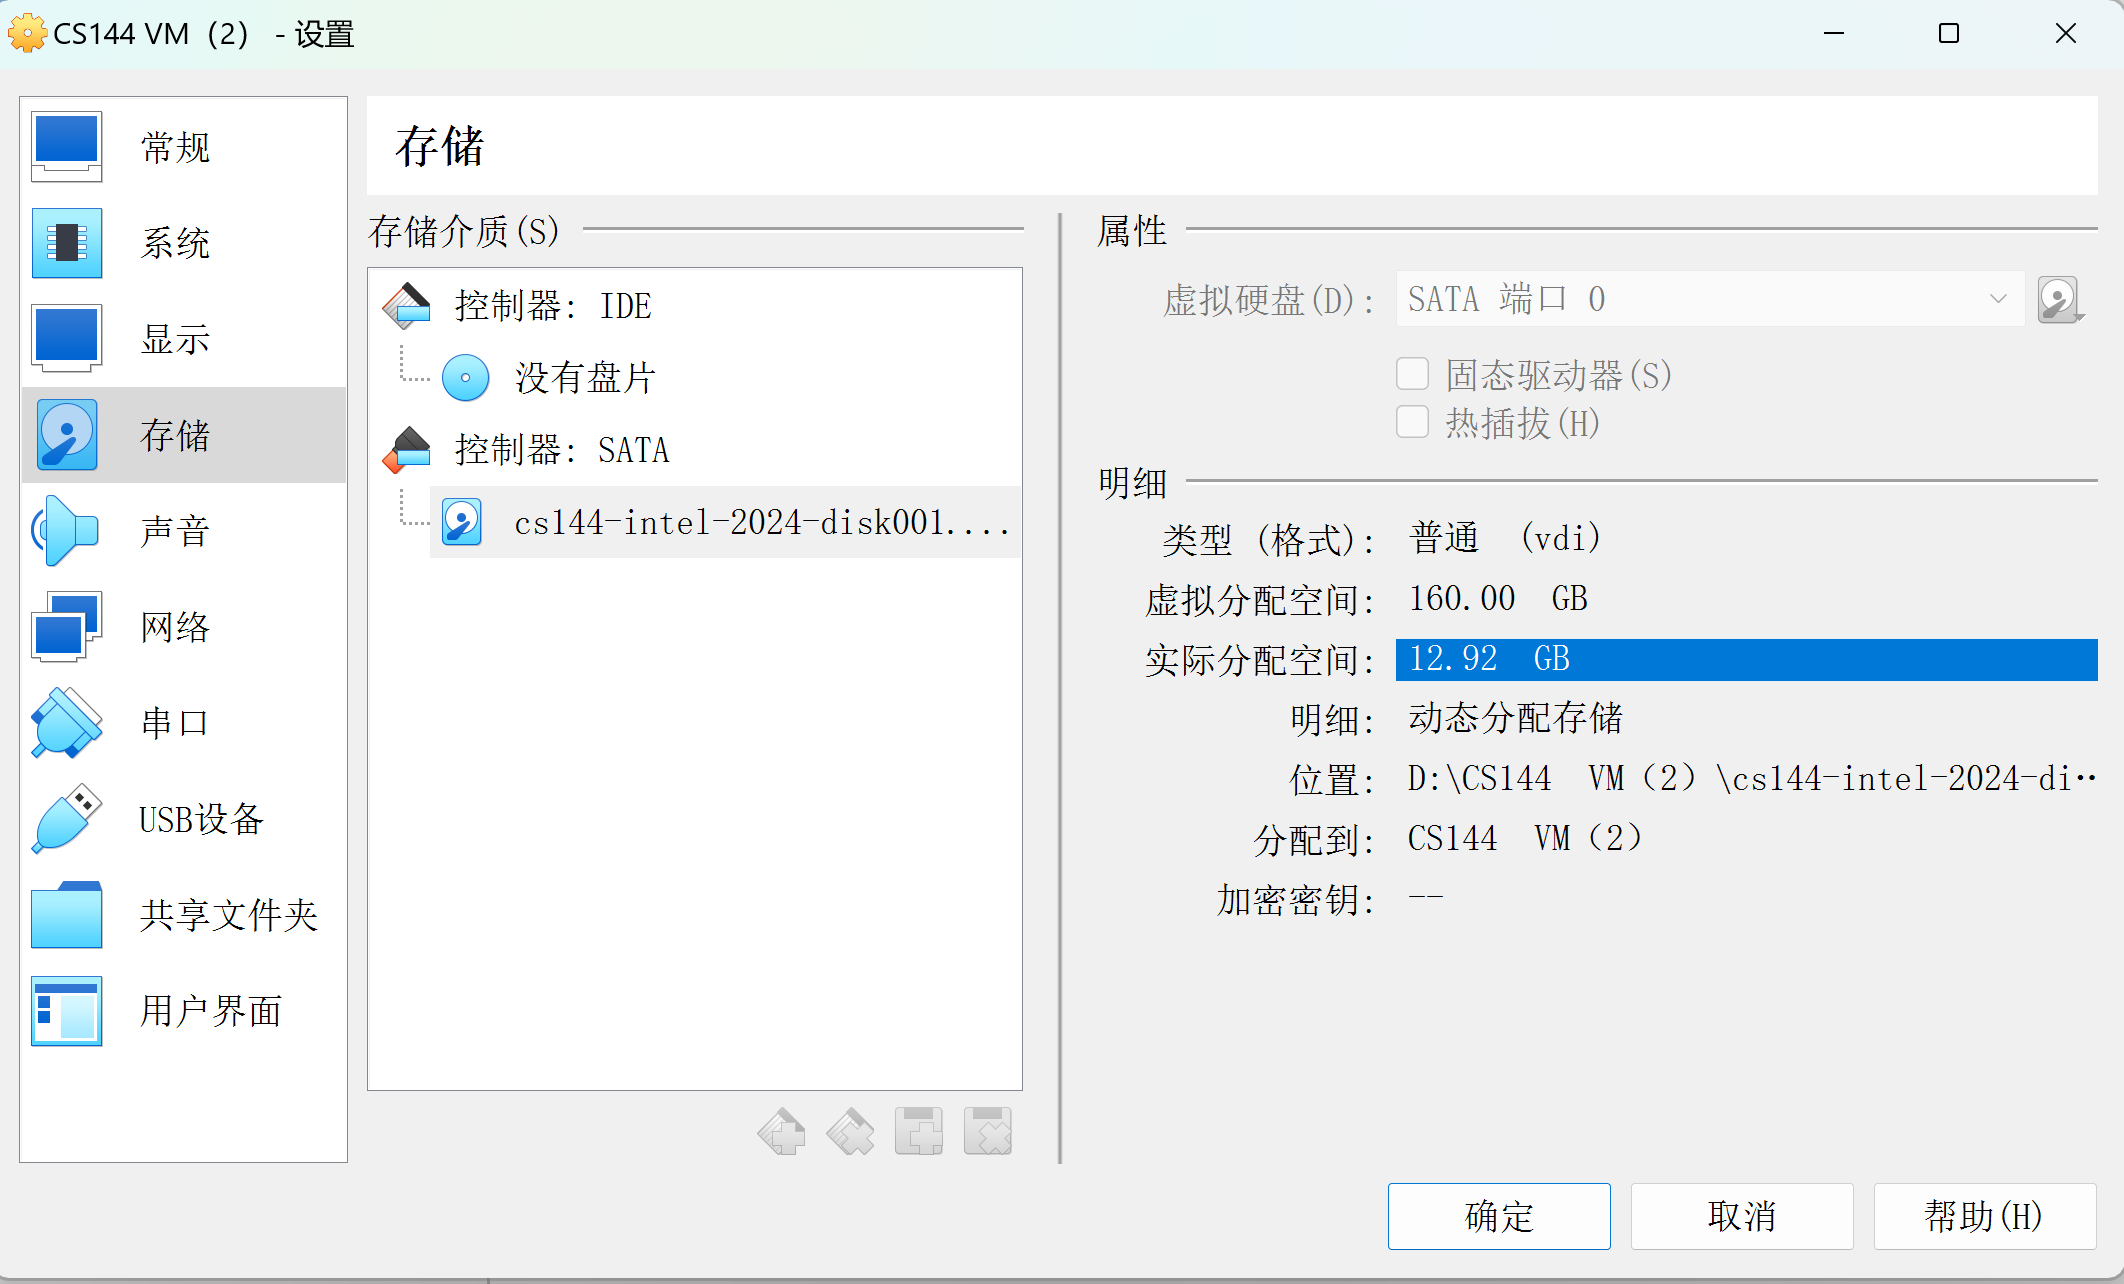 CS144 VM（2） - 设置
常规
系统
显示
存储
声音
网络
串口
USB设备
共享文件夹
用户界面
存储
存储介质(S)
控制器: IDE
没有盘片
控制器: SATA
cs144-intel-2024-disk001....
属性
虚拟硬盘(D): SATA 端口 0
固态驱动器(S)
热插拔(H)
明细
类型 (格式): 普通 (vdi)
虚拟分配空间: 160.00 GB
实际分配空间: 12.92 GB
明细: 动态分配存储
位置: D:\CS144 VM（2）\cs144-intel-2024-di··
分配到: CS144 VM（2）
加密密钥: --
确定
取消
帮助(H)